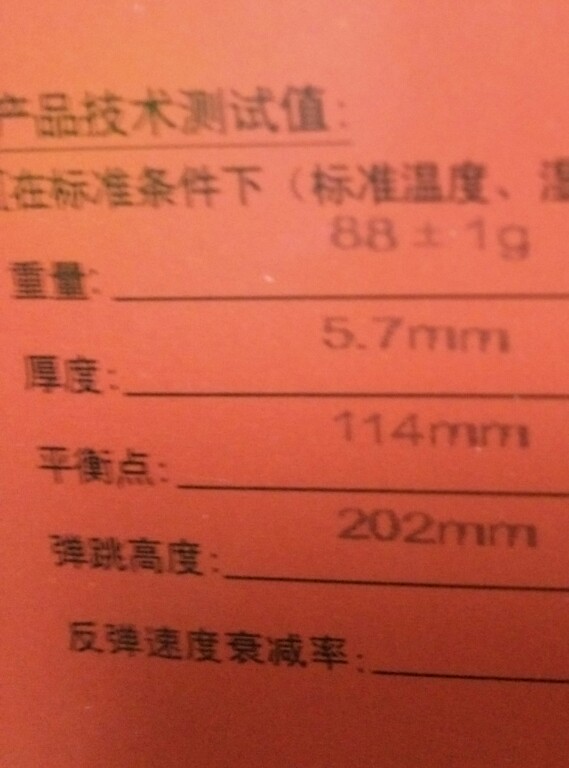 产品技术测试值:
在标准条件下（标准温度、湿
88±1g
重量:
5.7mm
厚度:
114mm
平衡点:
202mm
弹跳高度:
反弹速度衰减率: